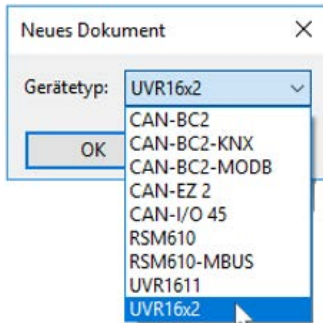 Neues Dokument
Gerätetyp: UVR16x2
OK
CAN-BC2
CAN-BC2-KNX
CAN-BC2-MODB
CAN-EZ 2
CAN-I/O 45
RSM610
RSM610-MBUS
UVR1611
UVR16x2